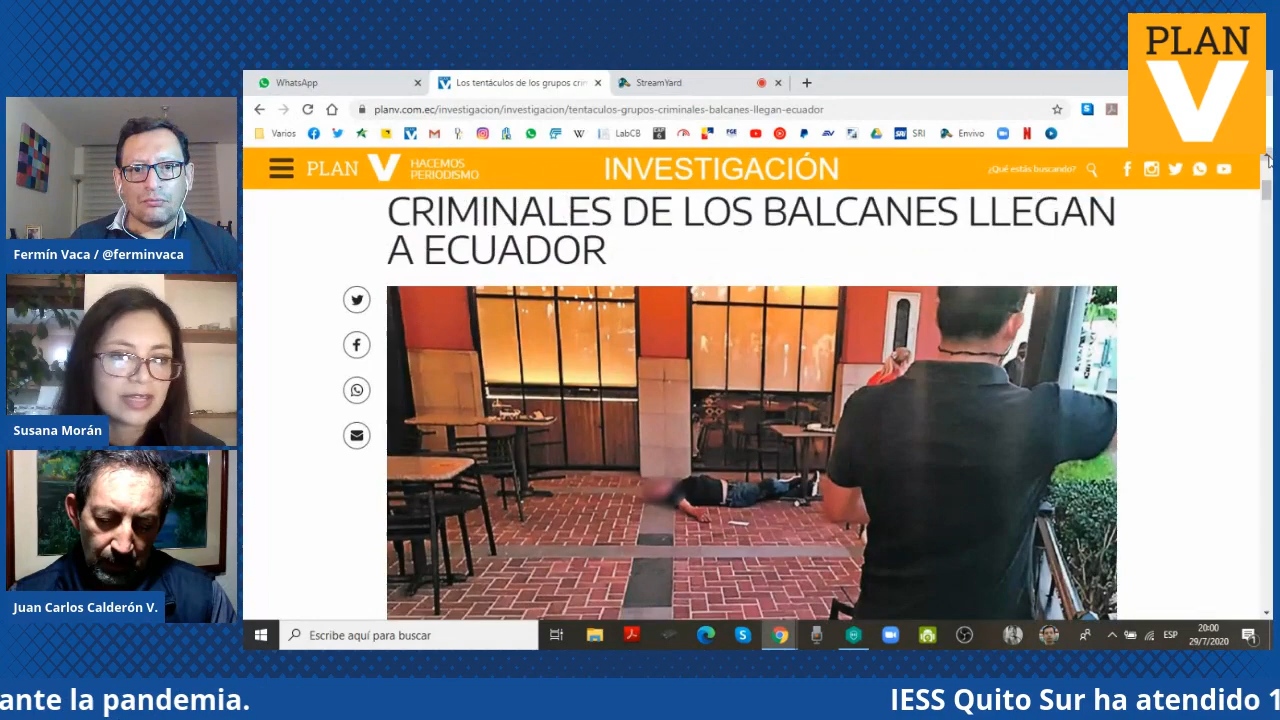 PLAN
V
WhatsApp
Los tentáculos de los grupos crim
StreamYard
planv.com.ec/investigacion/investigacion/tentaculos-grupos-criminales-balcanes-llegan-ecuador
Varios
LabCB
SRI
Envivo
PLAN V HACEMOS
PERIODISMO
INVESTIGACIÓN
¿Qué estás buscando?
CRIMINALES DE LOS BALCANES LLEGAN
A ECUADOR
Fermín Vaca / @ferminvaca
Susana Morán
Juan Carlos Calderón V.
Escribe aquí para buscar
ESP
20:00
29/7/2020
ante la pandemia.
IESS Quito Sur ha atendido 1